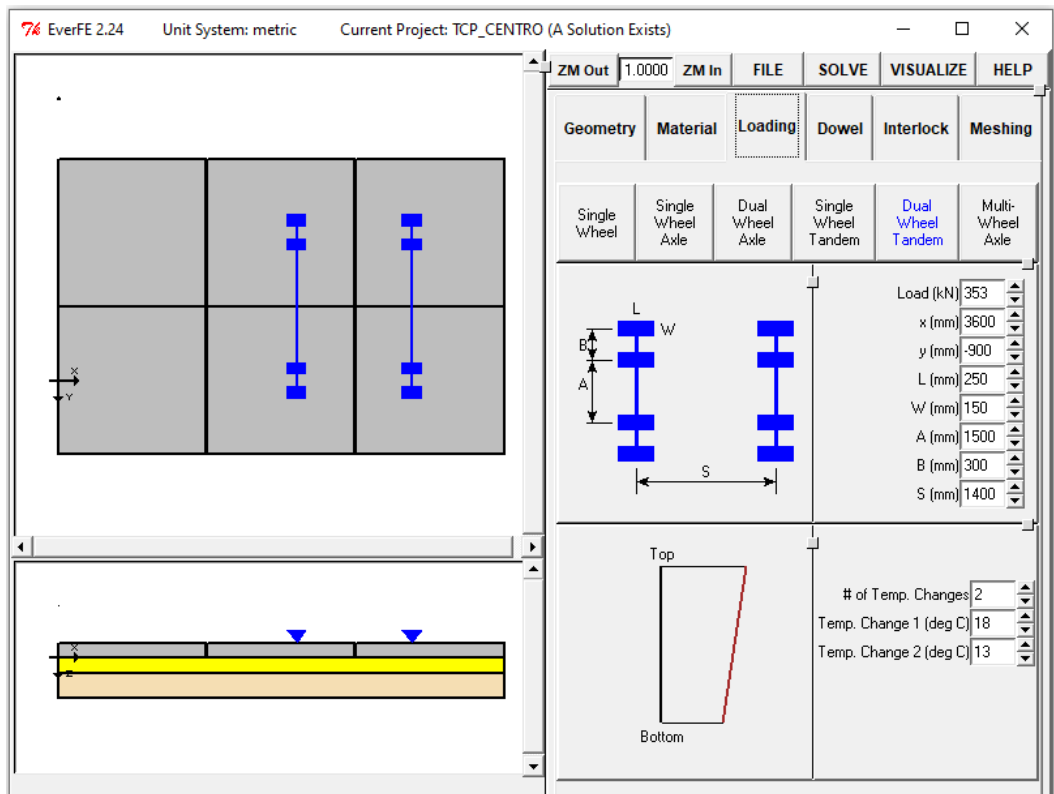 7% EverFE 2.24 Unit System: metric Current Project: TCP_CENTRO (A Solution Exists)
ZM Out 1.0000 ZM In FILE SOLVE VISUALIZE HELP
Geometry Material Loading Dowel Interlock Meshing
Single Wheel
Single Wheel Axle
Dual Wheel Axle
Single Wheel Tandem
Dual Wheel Tandem
Multi-Wheel Axle
X
Y
L
W
B
A
S
Load (kN) 353
x (mm) 3600
y (mm) -900
L (mm) 250
W (mm) 150
A (mm) 1500
B (mm) 300
S (mm) 1400
X
Z
Top
Bottom
# of Temp. Changes 2
Temp. Change 1 (deg C) 18
Temp. Change 2 (deg C) 13